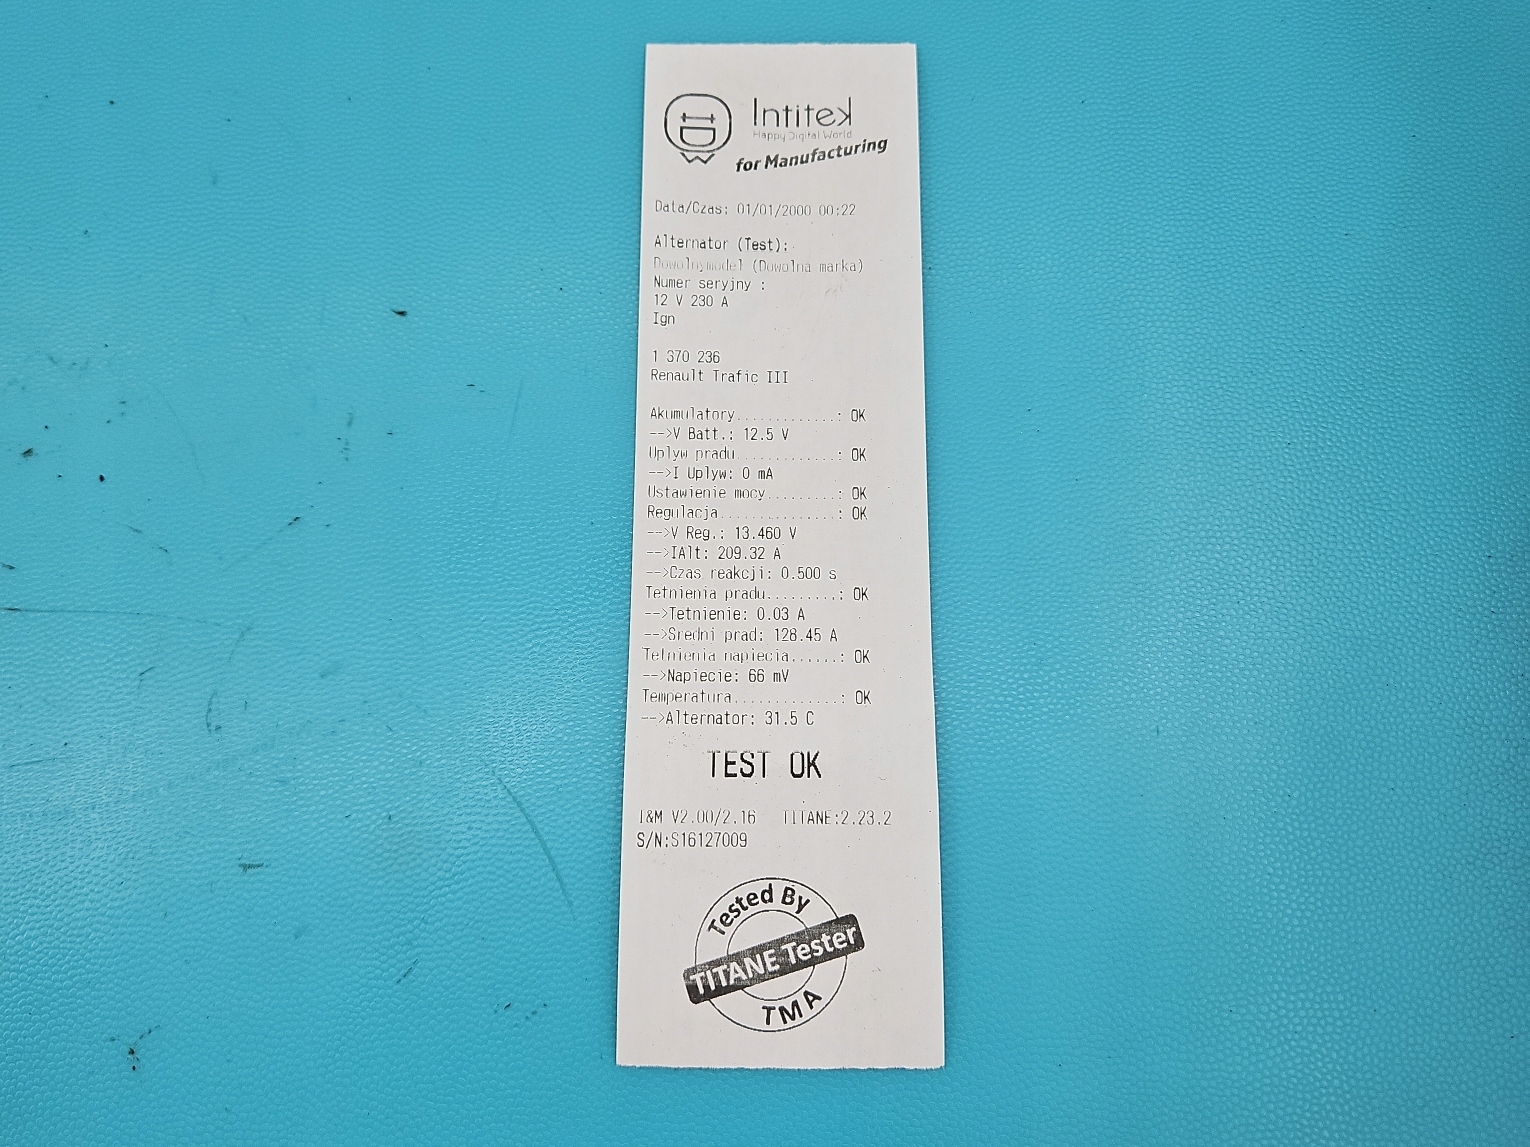 Intitek
Happy Digital World
for Manufacturing
Data/Czas: 01/01/2000 00:22
Alternator (Test):
Dowolnymodel (Dowolna marka)
Numer seryjny :
12 V 230 A
Ign
1 370 236
Renault Trafic III
Akumulatory.............: OK
-->V Batt.: 12.5 V
Uplyw pradu.............: OK
-->I Uplyw: 0 mA
Ustawienie mocy.........: OK
Regulacja...............: OK
-->V Reg.: 13.460 V
-->IAlt: 209.32 A
-->Czas reakcji: 0.500 s
Tetnienia pradu.........: OK
-->Tetnienie: 0.03 A
-->Sredni prad: 128.45 A
Tetnienia napiecia......: OK
-->Napiecie: 66 mV
Temperatura.............: OK
-->Alternator: 31.5 C
TEST OK
I&M V2.00/2.16 TITANE:2.23.2
S/N:S16127009
Tested By
TITANE Tester
TMA